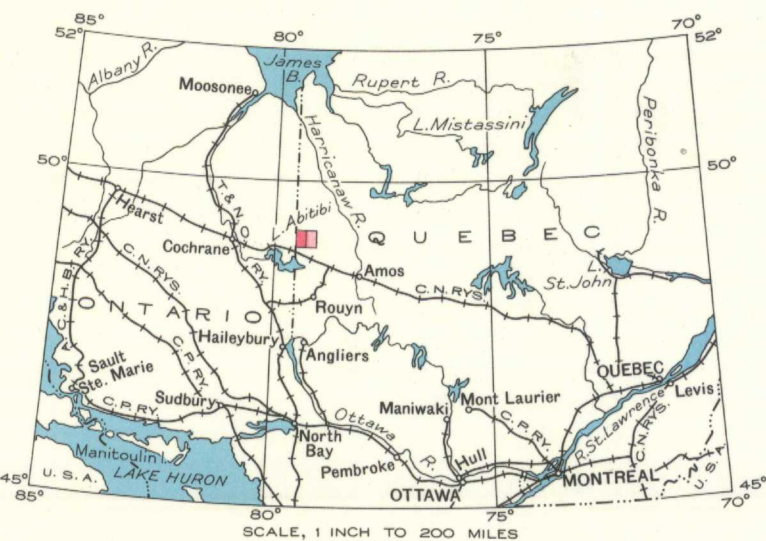 85°
80°
75°
70°
52°
52°
James
B.
Albany R.
Moosonee
Rupert R.
L. Mistassini
Harricanaw R.
Peribonka R.
50°
50°
Hearst
T. & N. O. RY.
L. Abitibi
QUEBEC
Cochrane
Amos
C. N. RYS.
C. N. RYS.
L.
St. John
A. C. & H. B. RY.
ONTARIO
Rouyn
Haileybury
Angliers
C. P. RY.
Sault
Ste. Marie
QUEBEC
Levis
Sudbury
C. P. RY.
Mont Laurier
Maniwaki
C. P. RY.
R. St. Lawrence
C. N. RYS.
Ottawa R.
North
Bay
Manitoulin I.
Pembroke
Hull
LAKE HURON
U. S. A.
OTTAWA
MONTREAL
U. S. A.
45°
45°
85°
80°
75°
70°
SCALE, 1 INCH TO 200 MILES